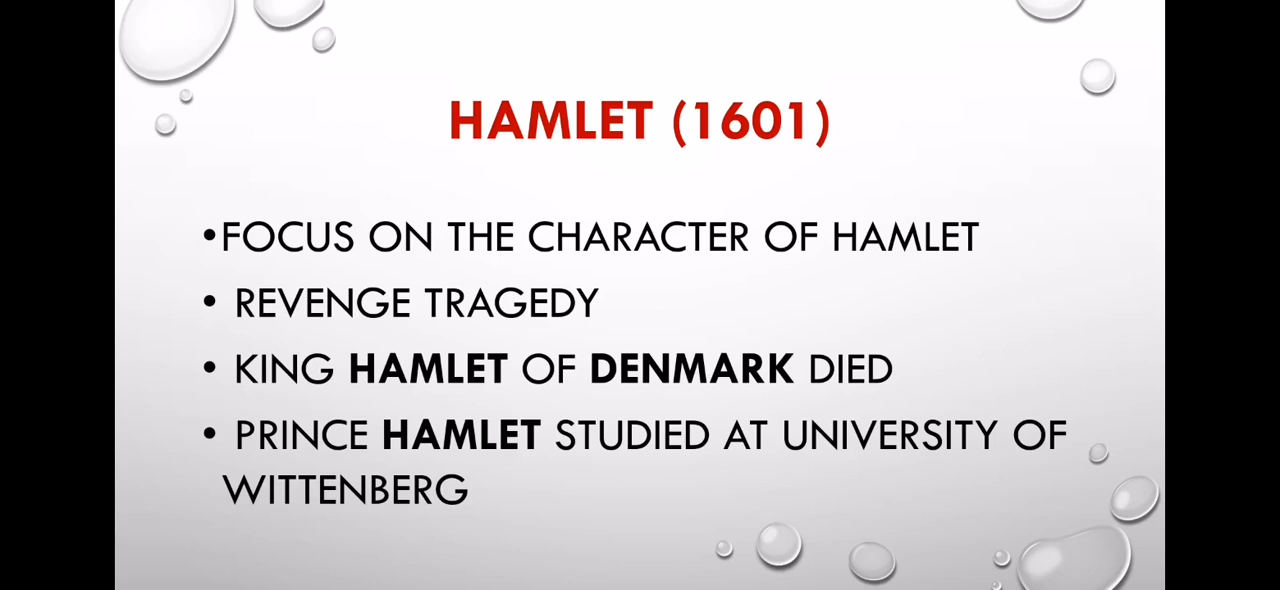 HAMLET (1601)
•FOCUS ON THE CHARACTER OF HAMLET
• REVENGE TRAGEDY
• KING HAMLET OF DENMARK DIED
• PRINCE HAMLET STUDIED AT UNIVERSITY OF
WITTENBERG